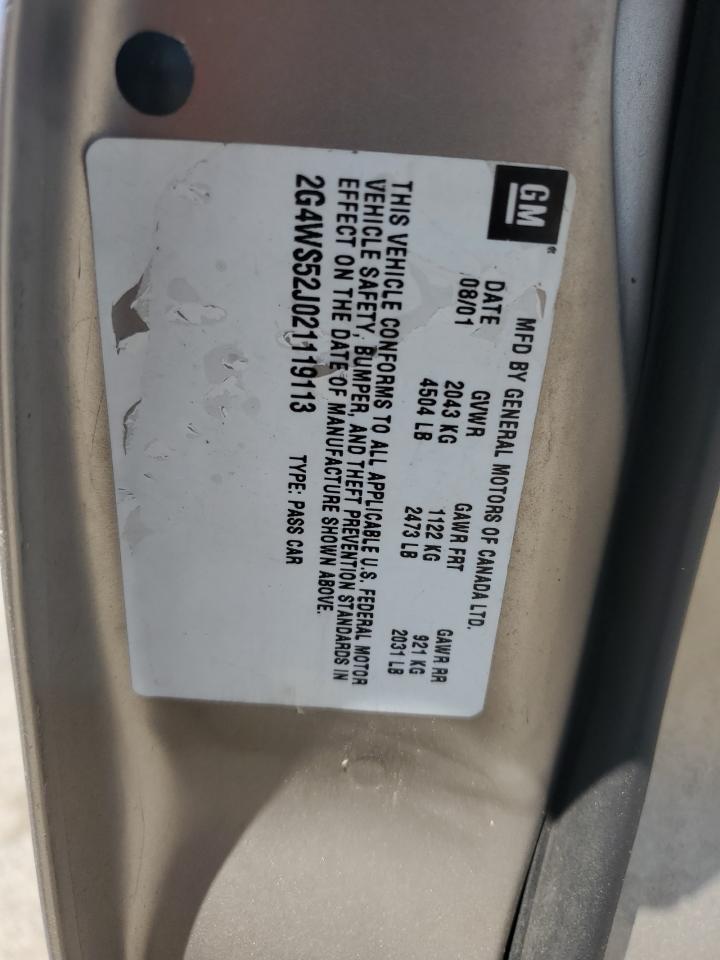 GM
MFD BY GENERAL MOTORS OF CANADA LTD.
DATE GVWR GAWR FRT GAWR RR
08/01 2043 KG 1122 KG 921 KG
4504 LB 2473 LB 2031 LB
THIS VEHICLE CONFORMS TO ALL APPLICABLE U.S. FEDERAL MOTOR
VEHICLE SAFETY, BUMPER, AND THEFT PREVENTION STANDARDS IN
EFFECT ON THE DATE OF MANUFACTURE SHOWN ABOVE.
2G4WS52J021119113 TYPE: PASS CAR